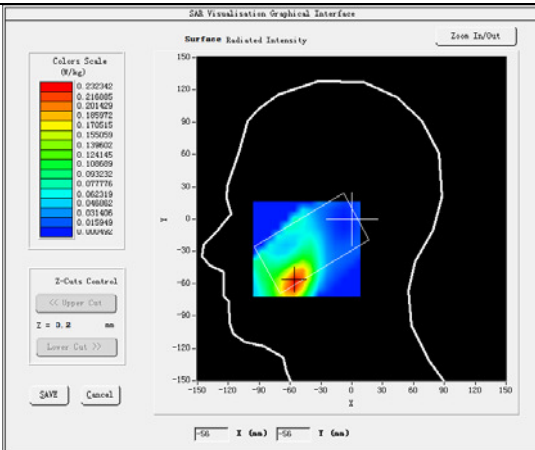 SAR Visualisation Graphical Interface
Surface Radiated Intensity
Zoom In/Out
Colors Scale
(W/kg)
0.232342
0.216885
0.201429
0.185972
0.170515
0.155059
0.139602
0.124145
0.108689
0.093232
0.077776
0.062319
0.046862
0.031406
0.015949
0.000492
150
120
90
60
30
0
-30
-60
-90
-120
-150
Y
-150 -120 -90 -60 -30 0 30 60 90 120 150
X
Z-Cuts Control
<< Upper Cut
Z = 3.2 mm
Lower Cut >>
SAVE Cancel
-56 X (mm) -56 Y (mm)